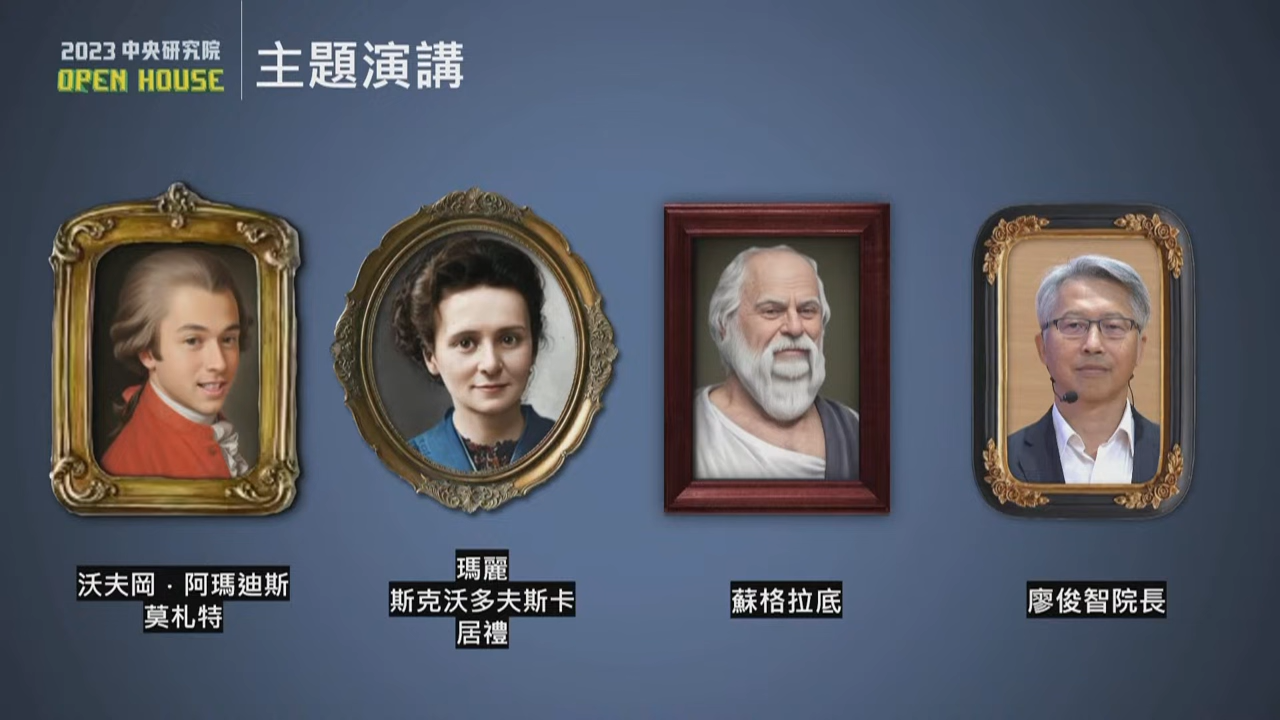 2023 中央研究院
OPEN HOUSE
主題演講
沃夫岡．阿瑪迪斯
莫札特
瑪麗
斯克沃多夫斯卡
居禮
蘇格拉底
廖俊智院長